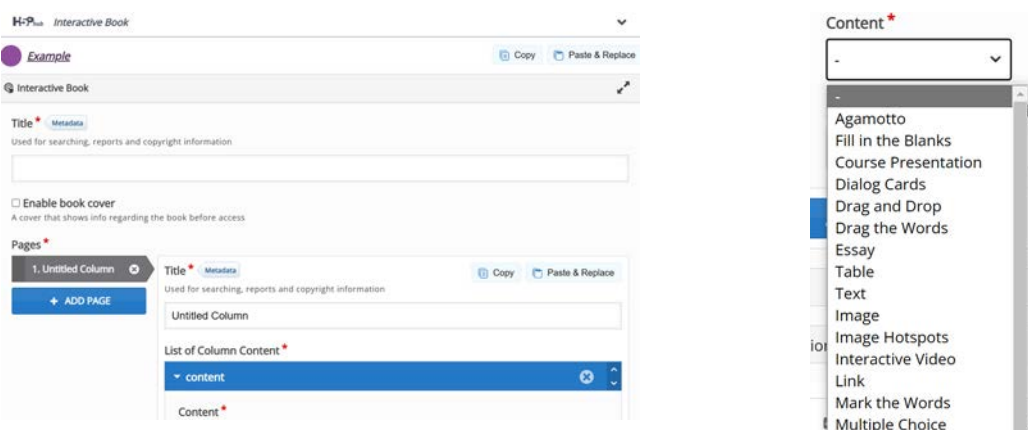 H-P hub Interactive Book
Example
Copy
Paste & Replace
Interactive Book
Title *
Metadata
Used for searching, reports and copyright information
Enable book cover
A cover that shows info regarding the book before access
Pages *
1. Untitled Column
+ ADD PAGE
Title *
Metadata
Copy
Paste & Replace
Used for searching, reports and copyright information
Untitled Column
List of Column Content *
content
Content *
Content *
-
-
Agamotto
Fill in the Blanks
Course Presentation
Dialog Cards
Drag and Drop
Drag the Words
Essay
Table
Text
Image
Image Hotspots
Interactive Video
Link
Mark the Words
Multiple Choice